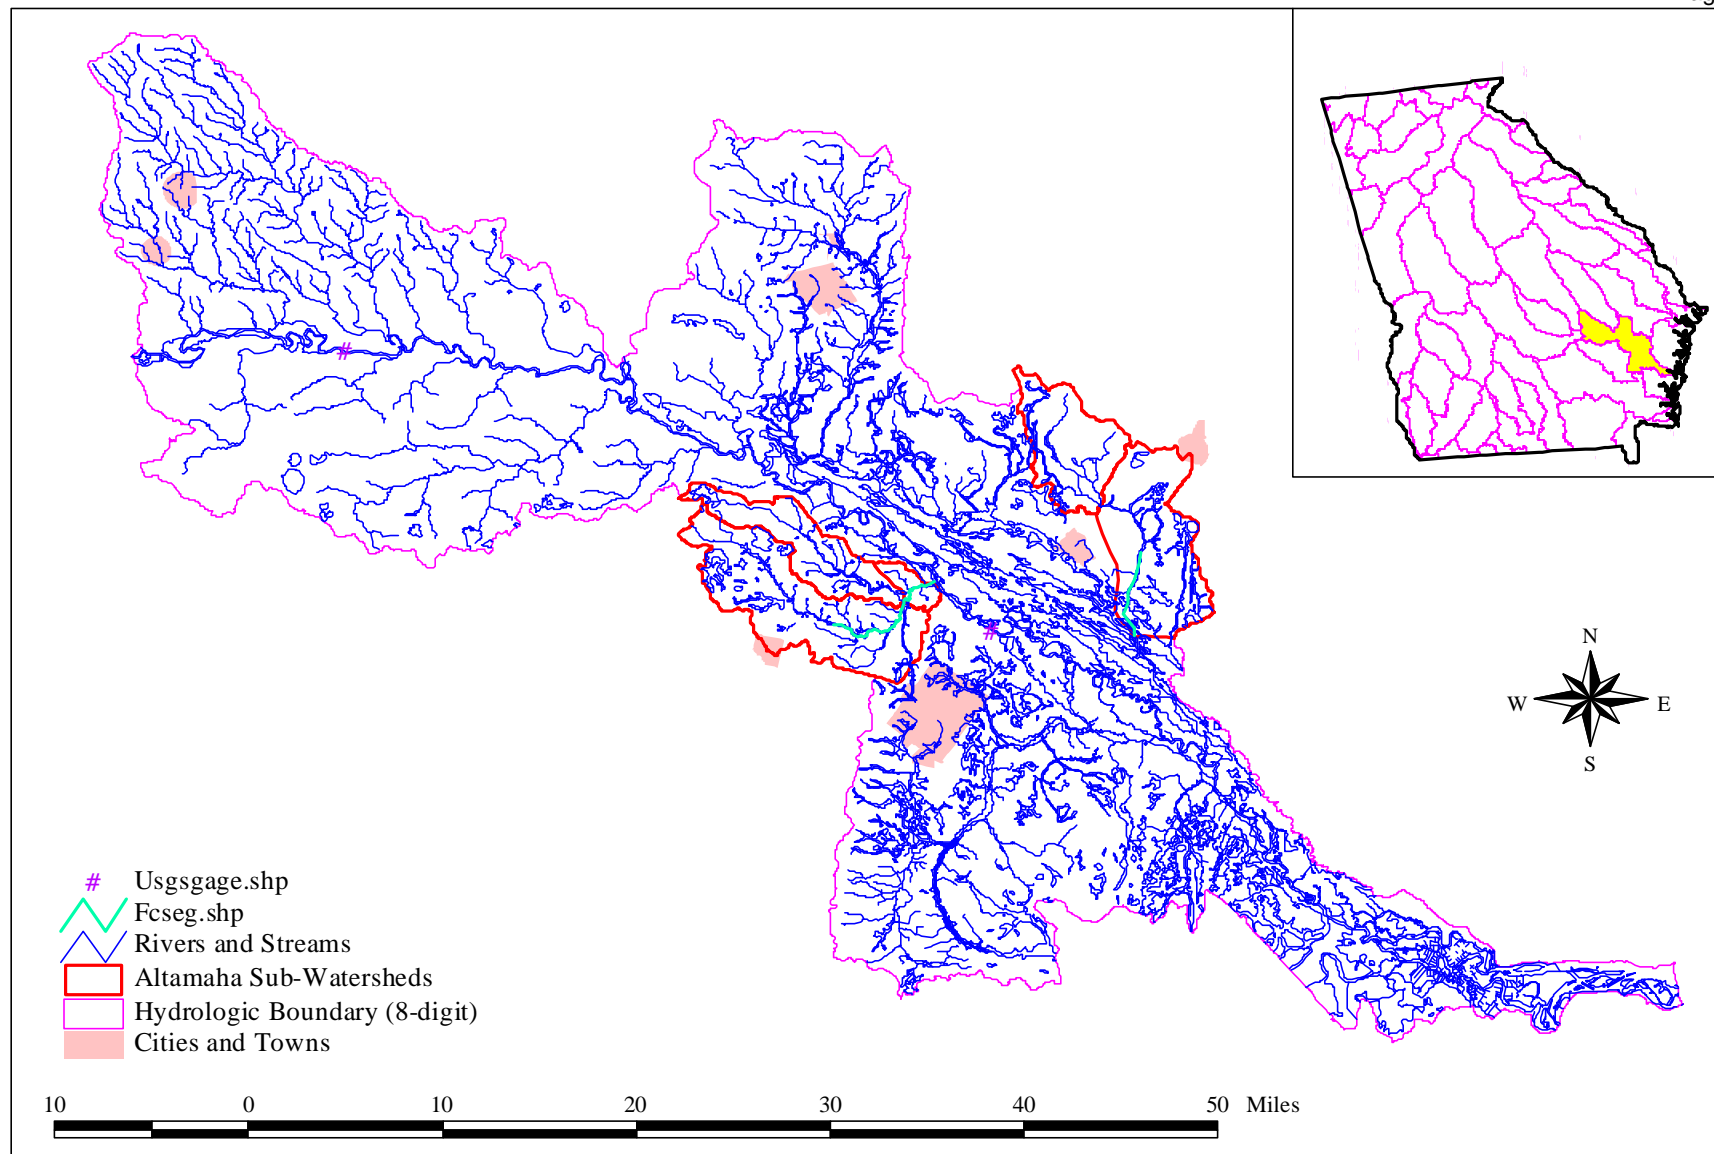 N
W E
S
# Usgsgage.shp
Fcseg.shp
Rivers and Streams
Altamaha Sub-Watersheds
Hydrologic Boundary (8-digit)
Cities and Towns
10 0 10 20 30 40 50 Miles